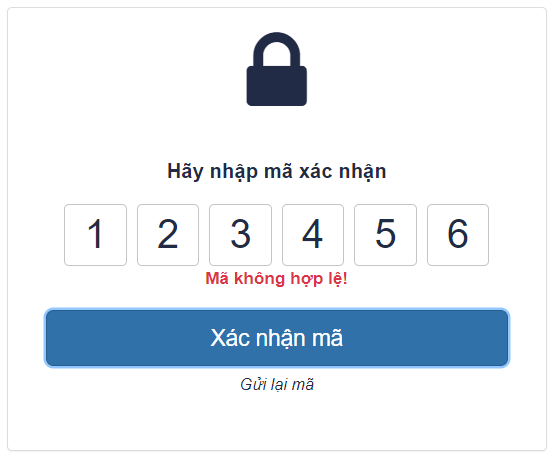 Hãy nhập mã xác nhận
1 2 3 4 5 6
Mã không hợp lệ!
Xác nhận mã
Gửi lại mã